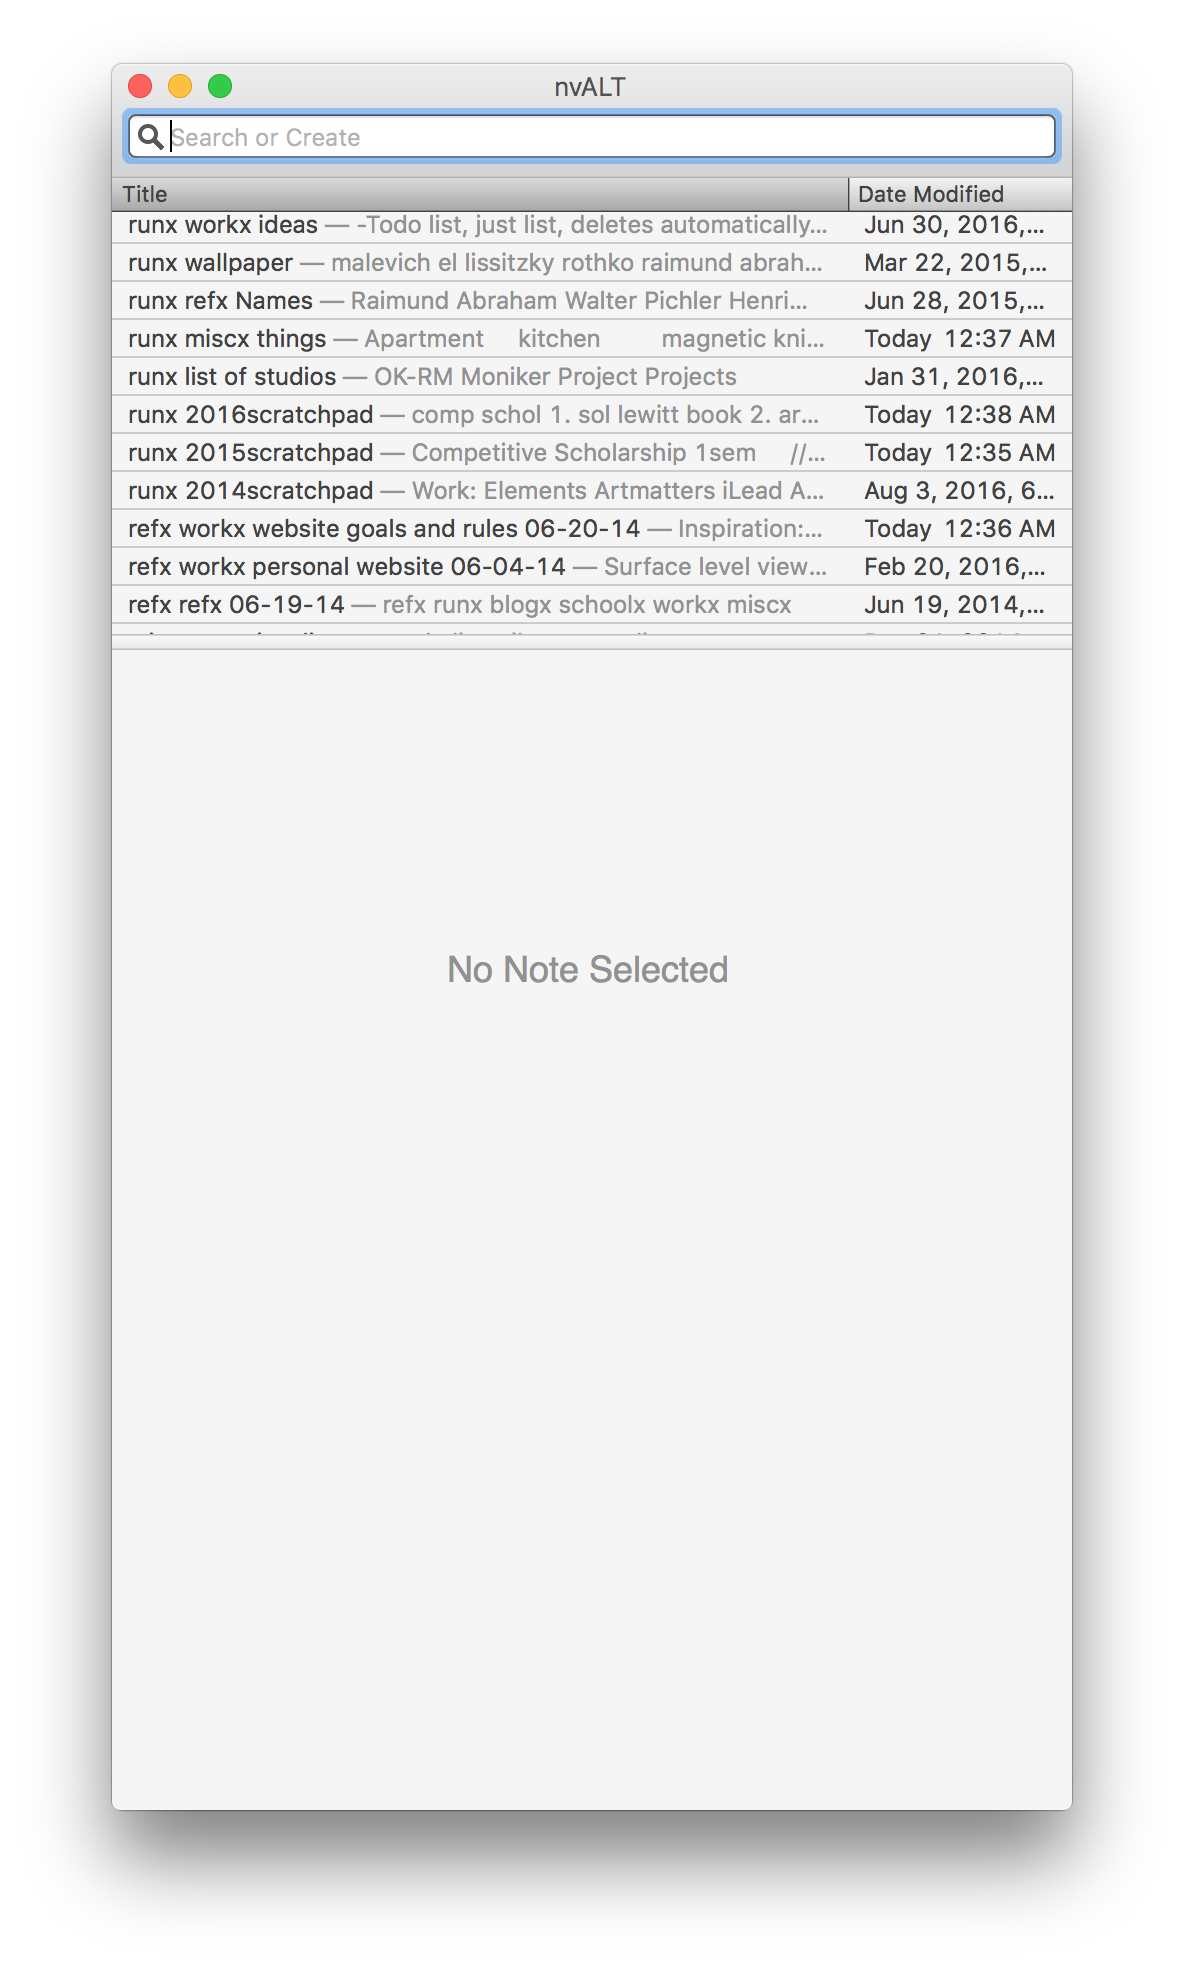 nvALT
Search or Create
Title Date Modified
runx workx ideas — -Todo list, just list, deletes automatically... Jun 30, 2016,...
runx wallpaper — malevich el lissitzky rothko raimund abrah... Mar 22, 2015,...
runx refx Names — Raimund Abraham Walter Pichler Henri... Jun 28, 2015,...
runx miscx things — Apartment kitchen magnetic kni... Today 12:37 AM
runx list of studios — OK-RM Moniker Project Projects Jan 31, 2016,...
runx 2016scratchpad — comp schol 1. sol lewitt book 2. ar... Today 12:38 AM
runx 2015scratchpad — Competitive Scholarship 1sem //... Today 12:35 AM
runx 2014scratchpad — Work: Elements Artmatters iLead A... Aug 3, 2016, 6...
refx workx website goals and rules 06-20-14 — Inspiration:... Today 12:36 AM
refx workx personal website 06-04-14 — Surface level view... Feb 20, 2016,...
refx refx 06-19-14 — refx runx blogx schoolx workx miscx Jun 19, 2014,...
No Note Selected